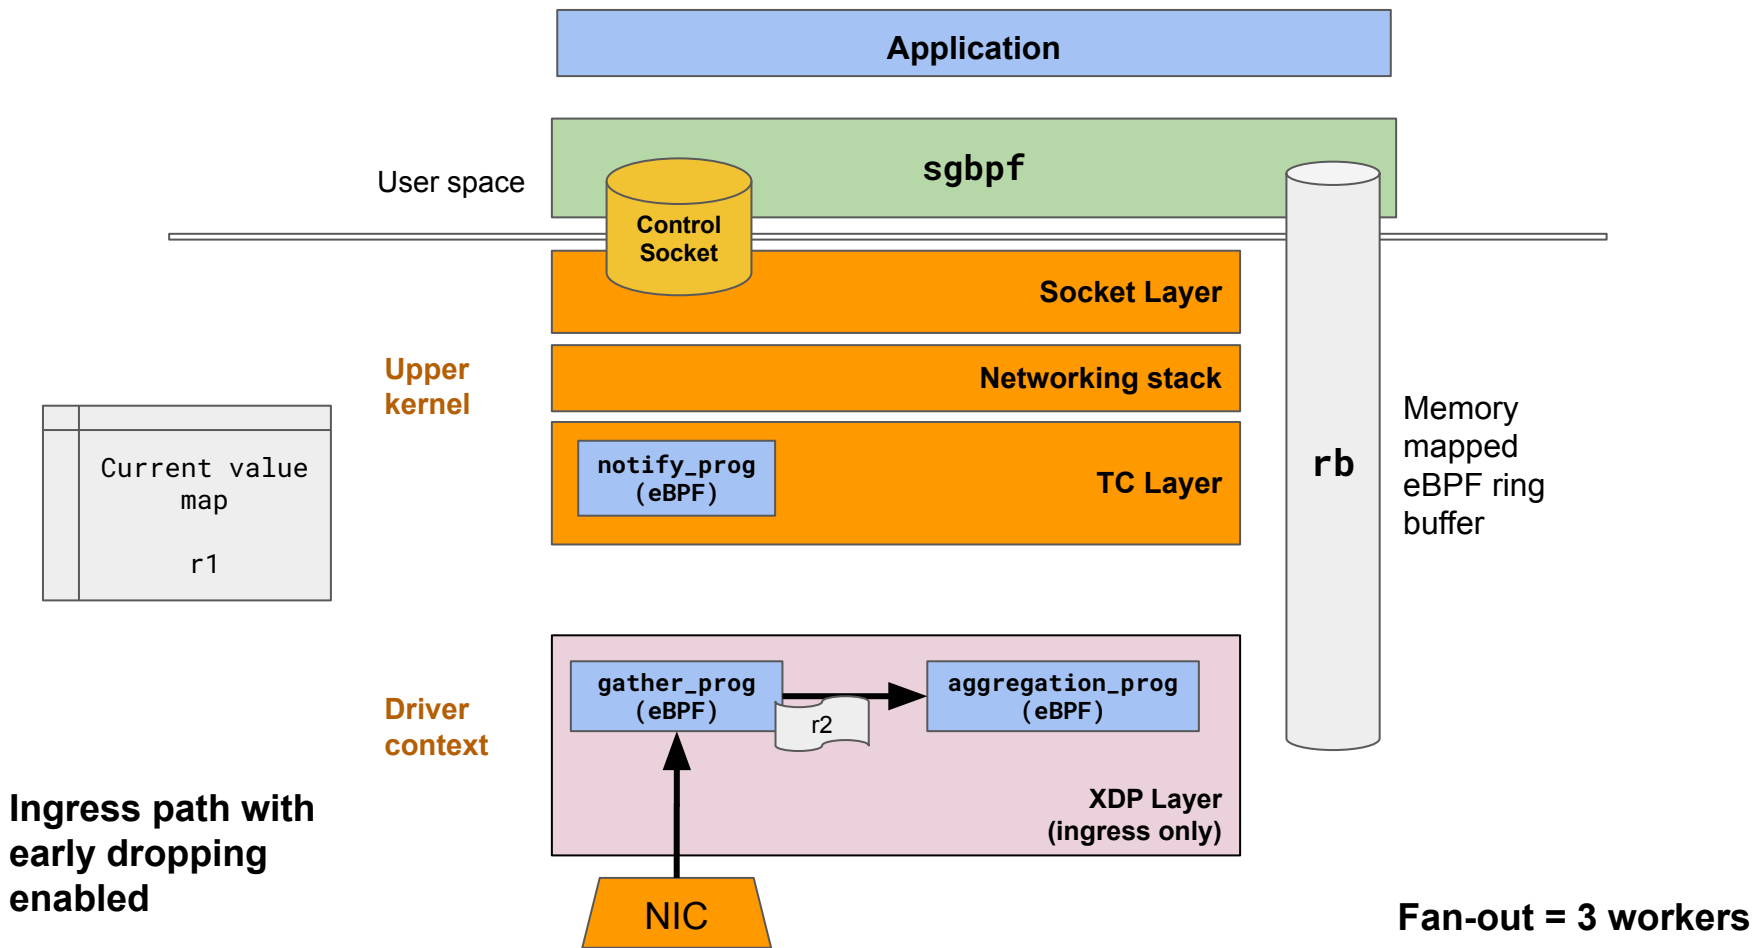 Application
sgbpf
User space
Control
Socket
Socket Layer
Upper
kernel
Networking stack
Current value
map
r1
notify_prog
(eBPF)
TC Layer
rb
Memory
mapped
eBPF ring
buffer
Driver
context
gather_prog
(eBPF)
r2
aggregation_prog
(eBPF)
XDP Layer
(ingress only)
Ingress path with
early dropping
enabled
NIC
Fan-out = 3 workers